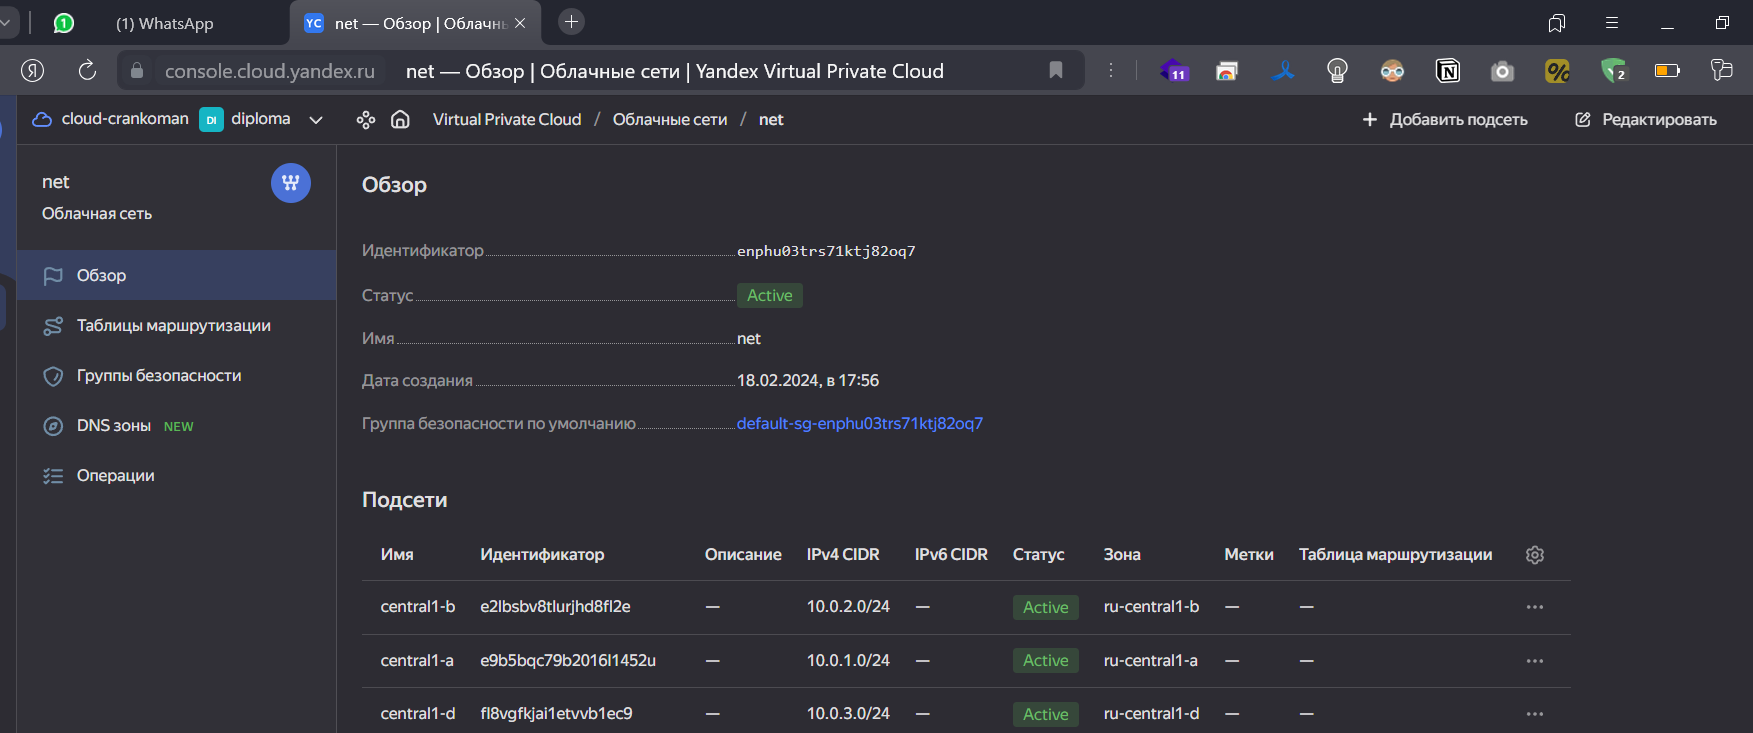 1 (1) WhatsApp YC net — Обзор | Облачнь
Я console.cloud.yandex.ru net — Обзор | Облачные сети | Yandex Virtual Private Cloud 11 N % 2
cloud-crankoman DI diploma Virtual Private Cloud / Облачные сети / net Добавить подсеть Редактировать
net
Облачная сеть
Обзор
Таблицы маршрутизации
Группы безопасности
DNS зоны NEW
Операции
Обзор
Идентификатор enphu03trs71ktj82oq7
Статус Active
Имя net
Дата создания 18.02.2024, в 17:56
Группа безопасности по умолчанию default-sg-enphu03trs71ktj82oq7
Подсети
Имя Идентификатор Описание IPv4 CIDR IPv6 CIDR Статус Зона Метки Таблица маршрутизации
central1-b e2lbsbv8tlurjhd8fl2e — 10.0.2.0/24 — Active ru-central1-b — —
central1-a e9b5bqc79b2016l1452u — 10.0.1.0/24 — Active ru-central1-a — —
central1-d fl8vgfkjai1etvvb1ec9 — 10.0.3.0/24 — Active ru-central1-d — —